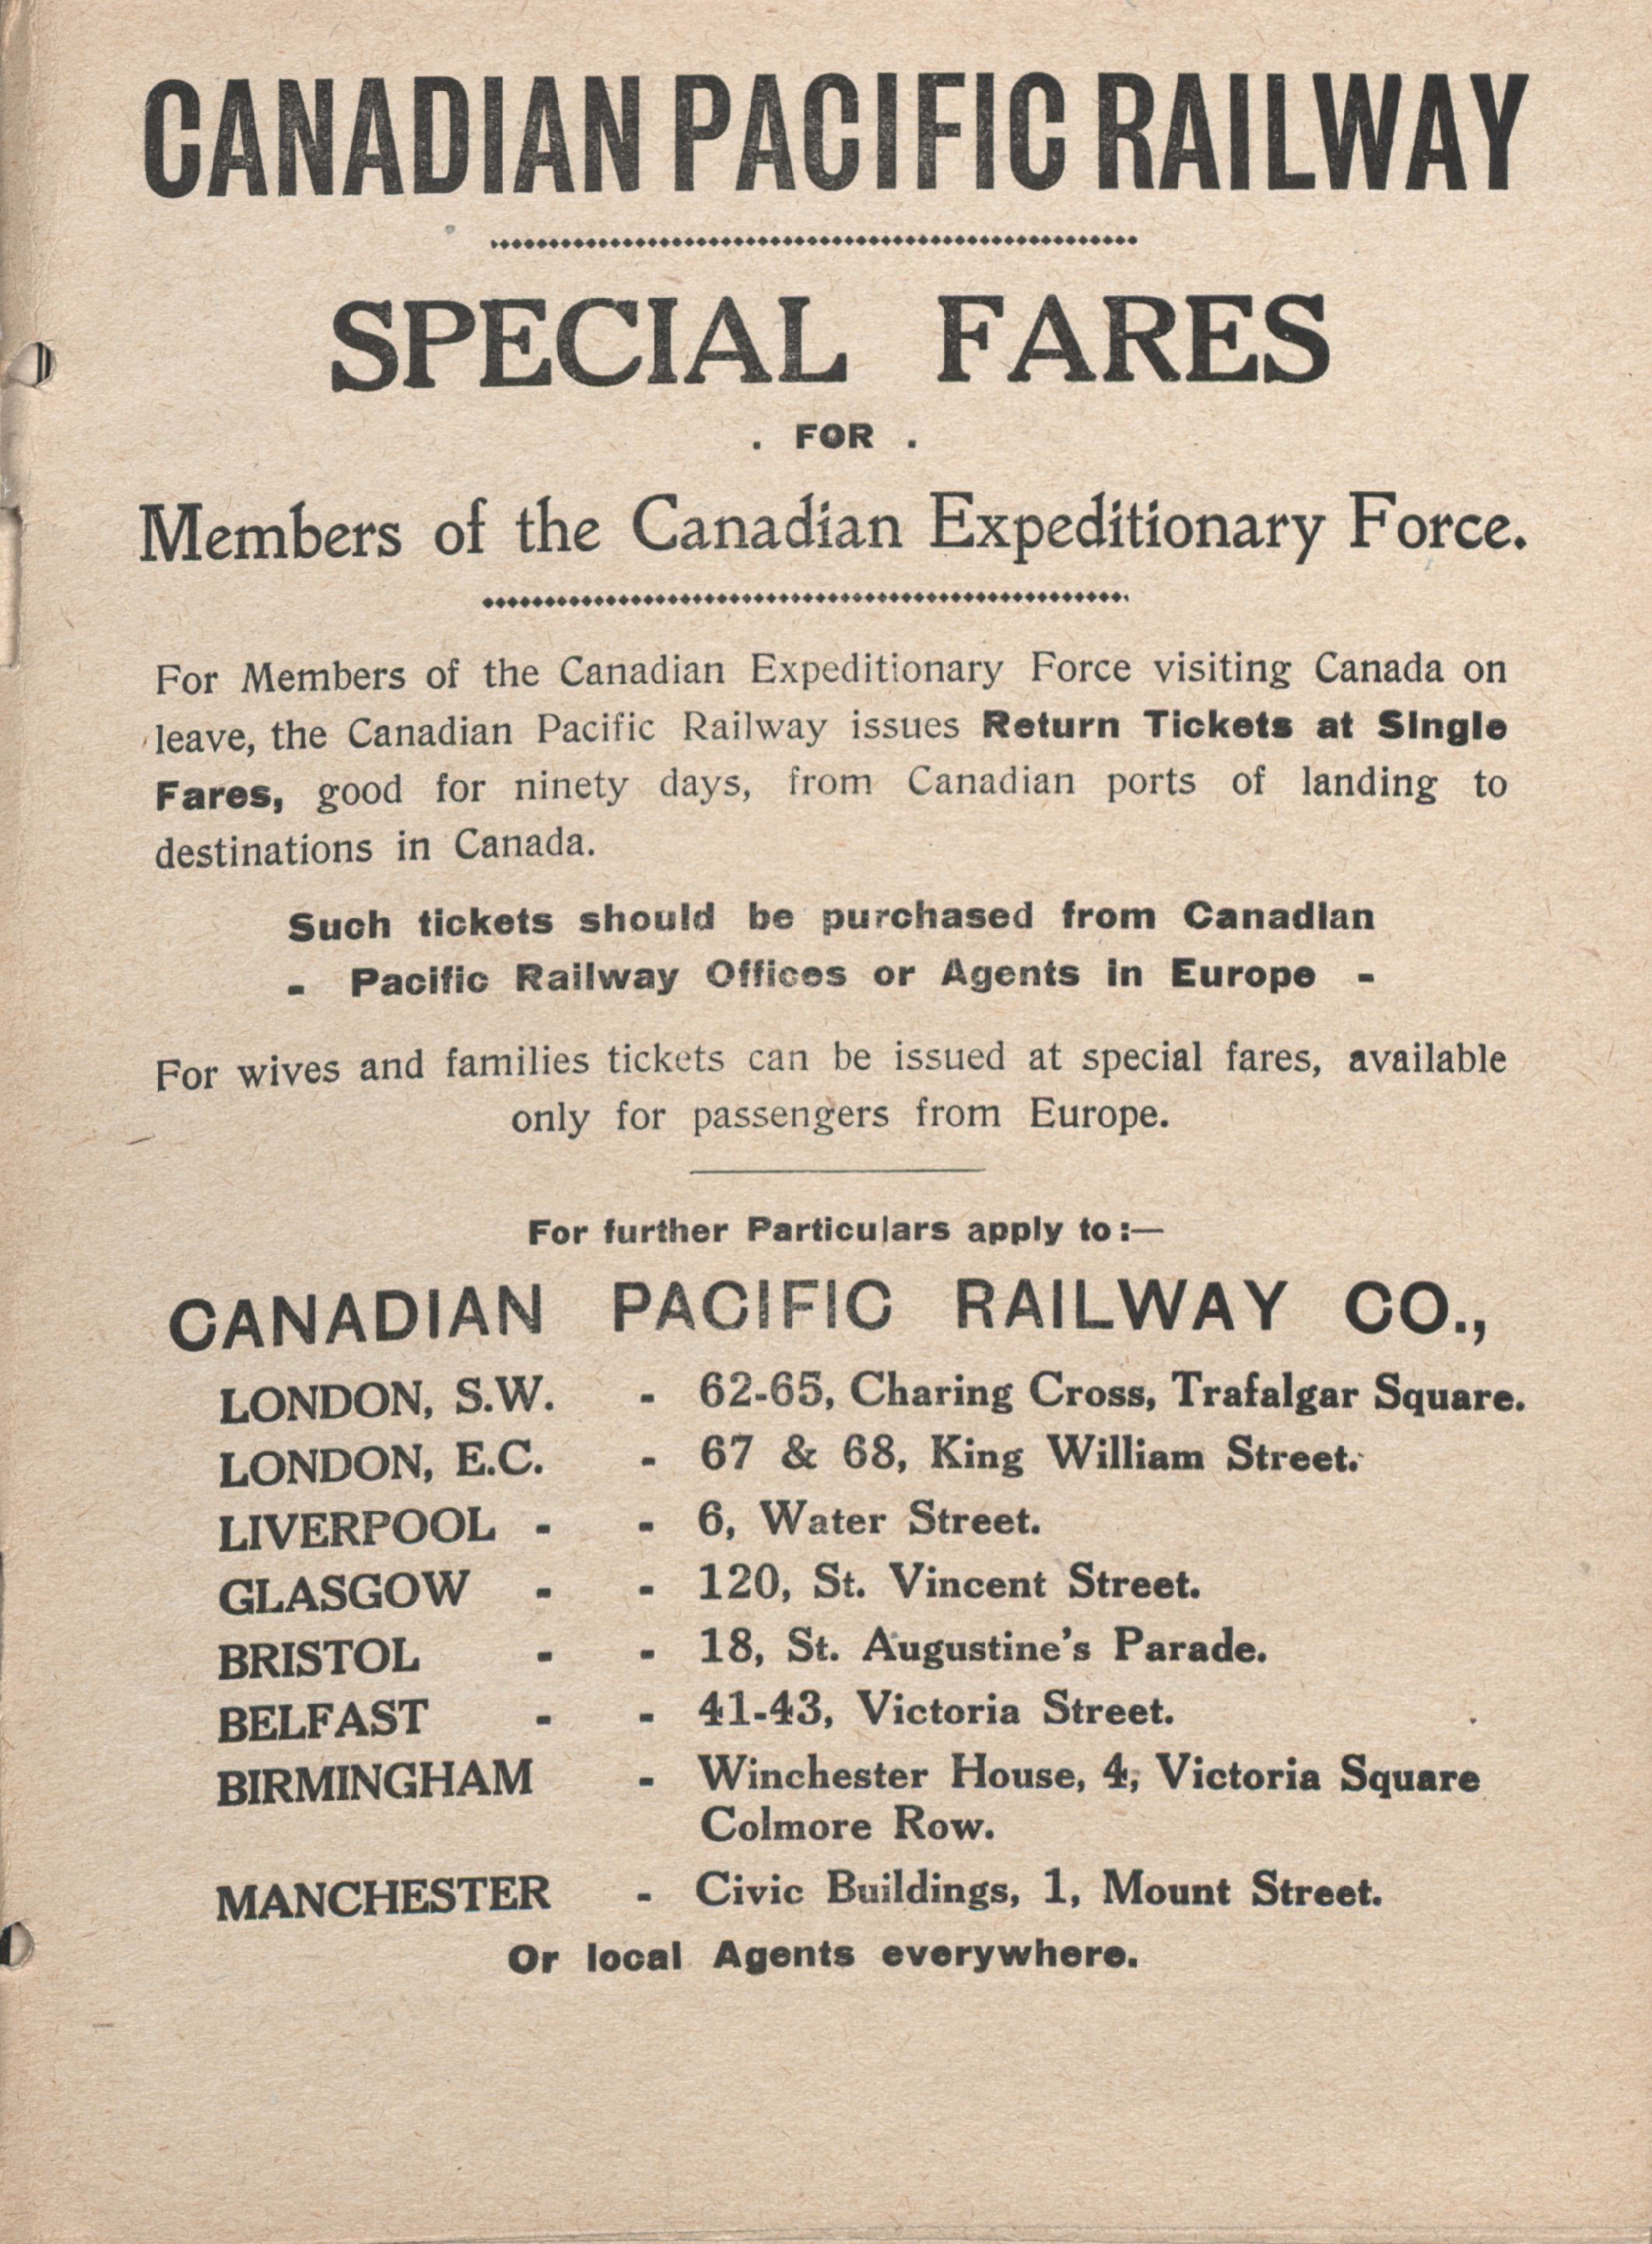 CANADIAN PACIFIC RAILWAY
SPECIAL FARES
. FOR .
Members of the Canadian Expeditionary Force.
For Members of the Canadian Expeditionary Force visiting Canada on
leave, the Canadian Pacific Railway issues Return Tickets at Single
Fares, good for ninety days, from Canadian ports of landing to
destinations in Canada.
Such tickets should be purchased from Canadian
- Pacific Railway Offices or Agents in Europe -
For wives and families tickets can be issued at special fares, available
only for passengers from Europe.
For further Particulars apply to:—
CANADIAN PACIFIC RAILWAY CO.,
LONDON, S.W. - 62-65, Charing Cross, Trafalgar Square.
LONDON, E.C. - 67 & 68, King William Street.
LIVERPOOL - - 6, Water Street.
GLASGOW - - 120, St. Vincent Street.
BRISTOL - - 18, St. Augustine's Parade.
BELFAST - - 41-43, Victoria Street.
BIRMINGHAM - Winchester House, 4, Victoria Square
Colmore Row.
MANCHESTER - Civic Buildings, 1, Mount Street.
Or local Agents everywhere.